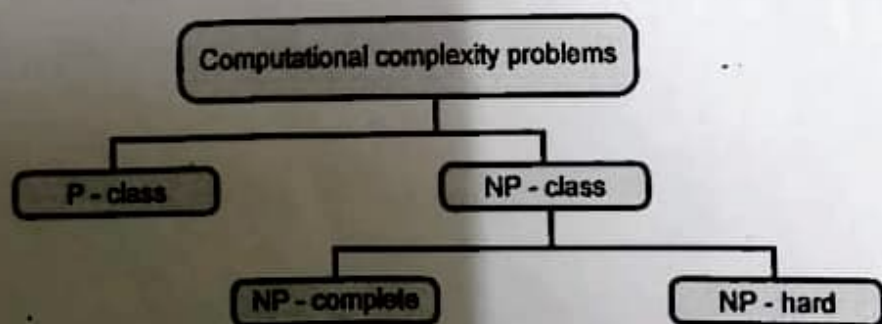 Computational complexity problems
P - class
NP - class
NP - complete
NP - hard